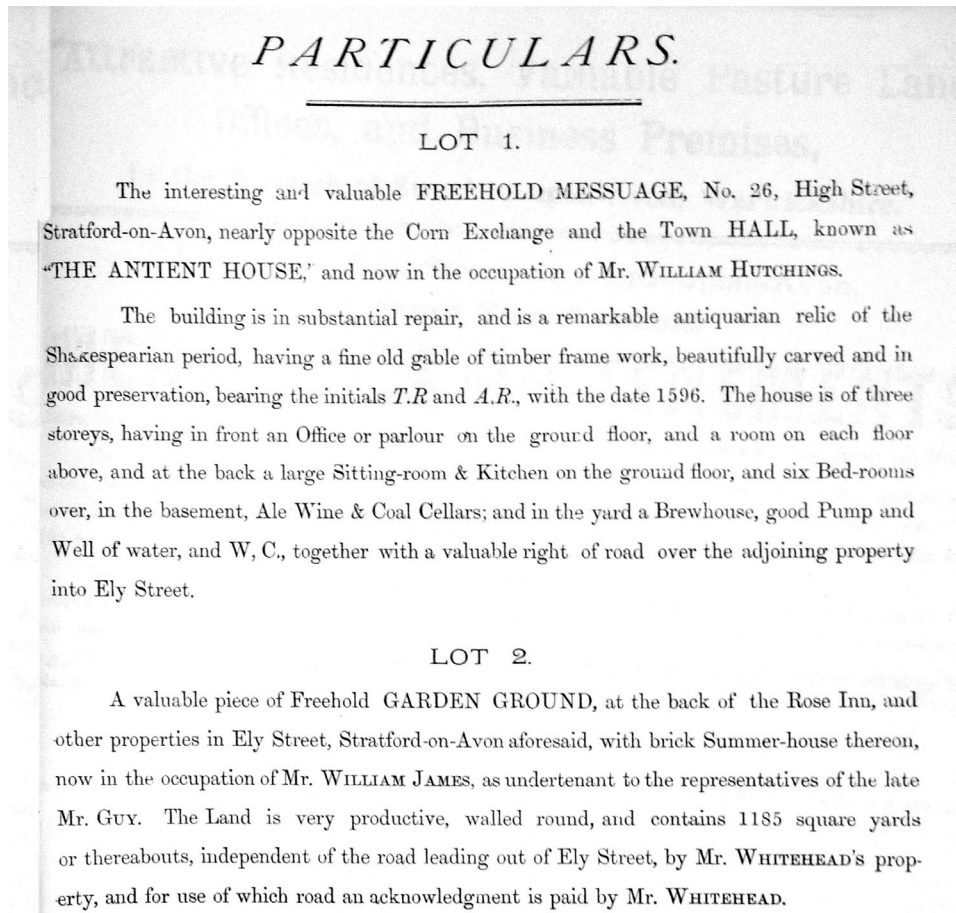 PARTICULARS.
LOT 1.
The interesting and valuable FREEHOLD MESSUAGE, No. 26, High Street,
Stratford-on-Avon, nearly opposite the Corn Exchange and the Town HALL, known as
"THE ANTIENT HOUSE,' and now in the occupation of Mr. WILLIAM HUTCHINGS.
The building is in substantial repair, and is a remarkable antiquarian relic of the
Shakespearian period, having a fine old gable of timber frame work, beautifully carved and in
good preservation, bearing the initials T.R and A.R., with the date 1596. The house is of three
storeys, having in front an Office or parlour on the ground floor, and a room on each floor
above, and at the back a large Sitting-room & Kitchen on the ground floor, and six Bed-rooms
over, in the basement, Ale Wine & Coal Cellars; and in the yard a Brewhouse, good Pump and
Well of water, and W, C., together with a valuable right of road over the adjoining property
into Ely Street.
LOT 2.
A valuable piece of Freehold GARDEN GROUND, at the back of the Rose Inn, and
other properties in Ely Street, Stratford-on-Avon aforesaid, with brick Summer-house thereon,
now in the occupation of Mr. WILLIAM JAMES, as undertenant to the representatives of the late
Mr. GUY. The Land is very productive, walled round, and contains 1185 square yards
or thereabouts, independent of the road leading out of Ely Street, by Mr. WHITEHEAD's prop-
erty, and for use of which road an acknowledgment is paid by Mr. WHITEHEAD.